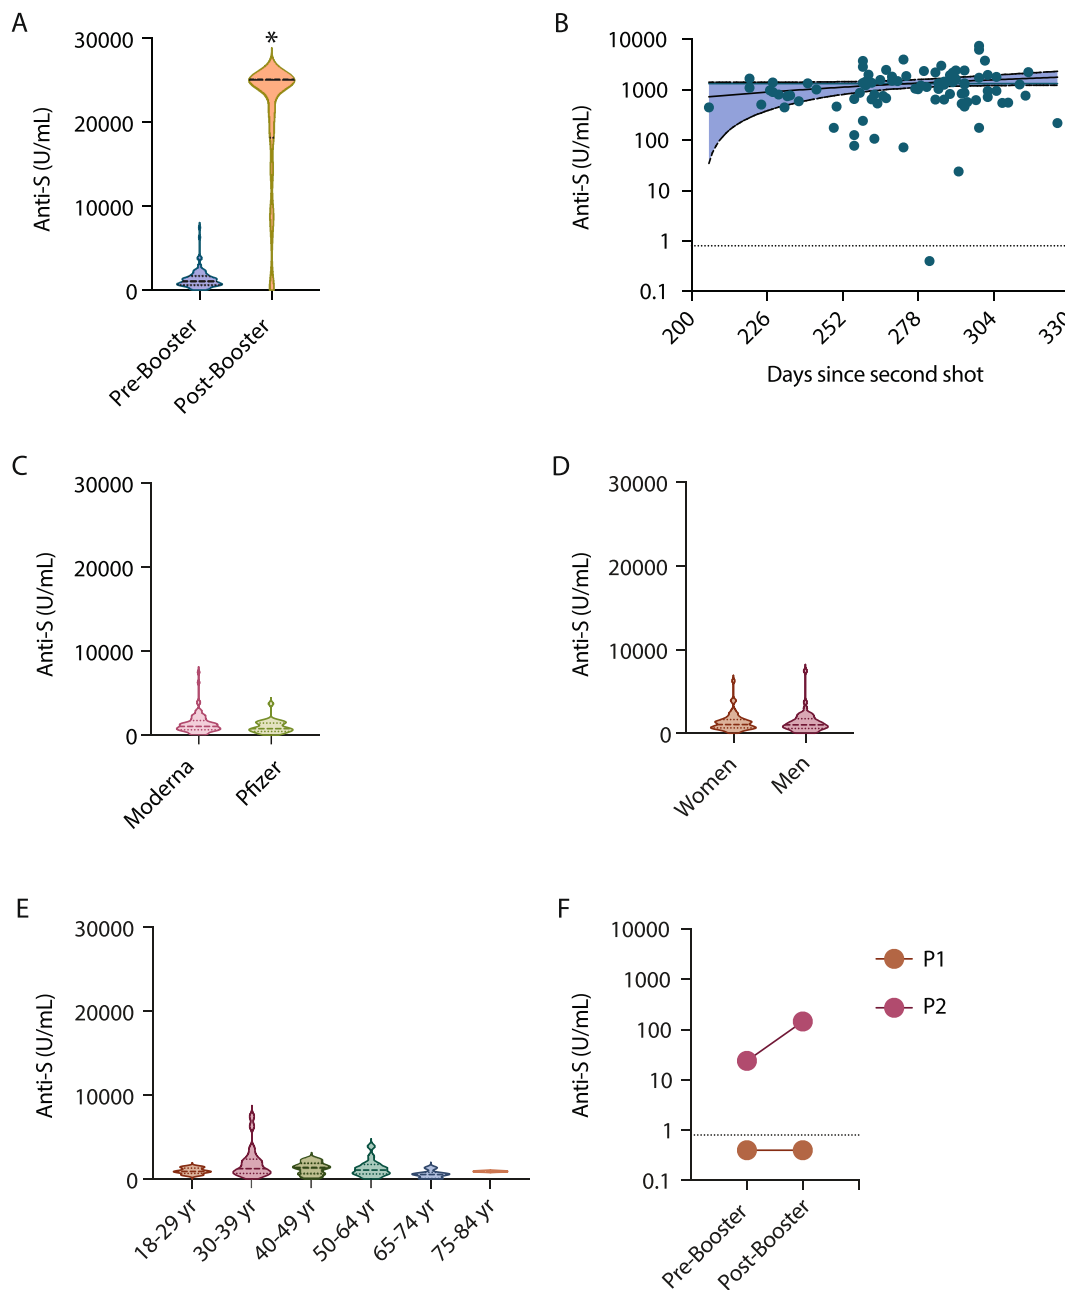 A
Anti-S (U/mL)
30000
20000
10000
0
*
Pre-Booster
Post-Booster
B
Anti-S (U/mL)
10000
1000
100
10
1
0.1
200
226
252
278
304
330
Days since second shot
C
Anti-S (U/mL)
30000
20000
10000
0
Moderna
Pfizer
D
Anti-S (U/mL)
30000
20000
10000
0
Women
Men
E
Anti-S (U/mL)
30000
20000
10000
0
18-29 yr
30-39 yr
40-49 yr
50-64 yr
65-74 yr
75-84 yr
F
Anti-S (U/mL)
10000
1000
100
10
1
0.1
Pre-Booster
Post-Booster
P1
P2